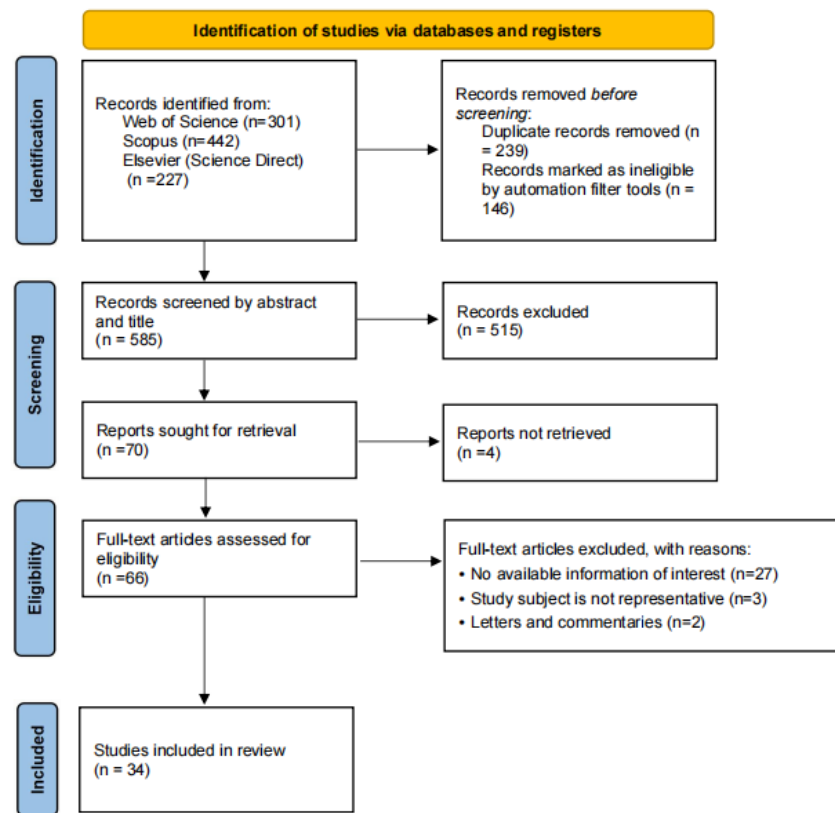 Identification of studies via databases and registers
Identification
Records identified from:
Web of Science (n=301)
Scopus (n=442)
Elsevier (Science Direct)
(n =227)
Records removed before
screening:
Duplicate records removed (n
= 239)
Records marked as ineligible
by automation filter tools (n =
146)
Screening
Records screened by abstract
and title
(n = 585)
Records excluded
(n = 515)
Reports sought for retrieval
(n =70)
Reports not retrieved
(n =4)
Eligibility
Full-text articles assessed for
eligibility
(n =66)
Full-text articles excluded, with reasons:
• No available information of interest (n=27)
• Study subject is not representative (n=3)
• Letters and commentaries (n=2)
Included
Studies included in review
(n = 34)